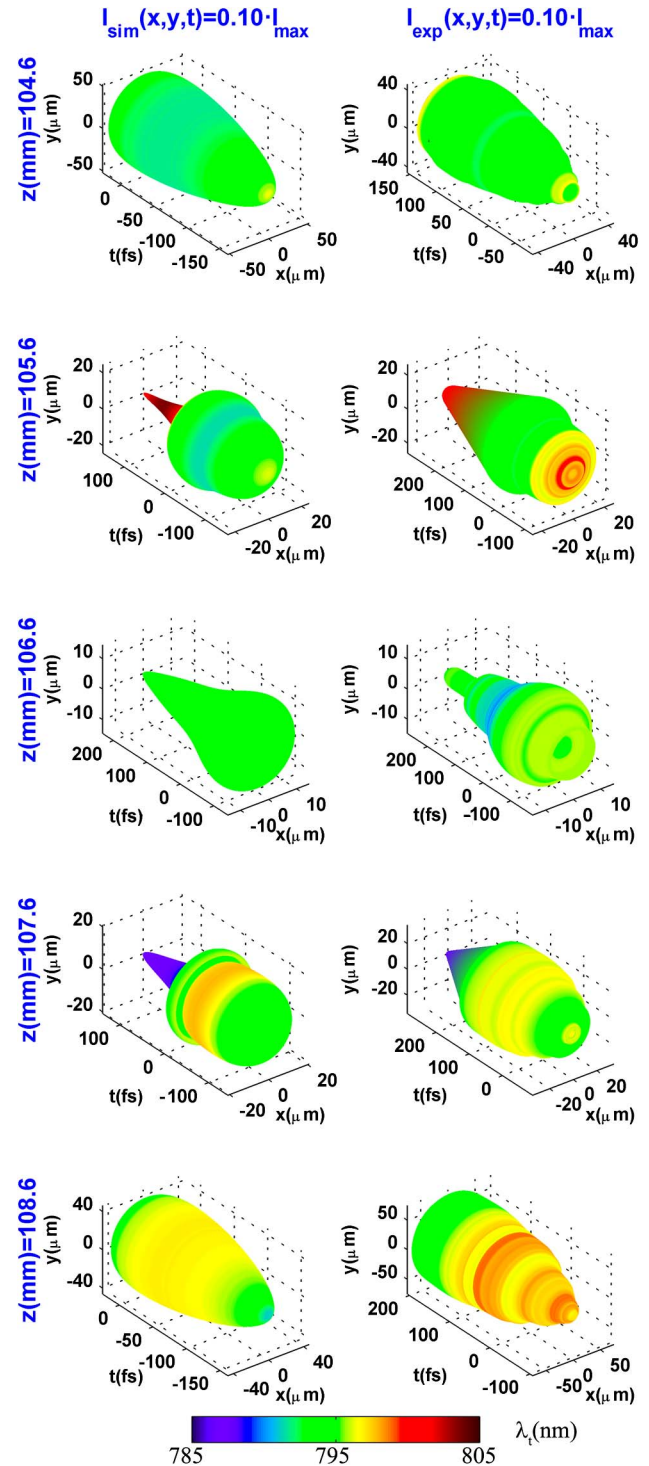 I_sim(x,y,t)=0.10·I_max
I_exp(x,y,t)=0.10·I_max
z(mm)=104.6
y(μm)
50
0
-50
0
-50
-100
-150
t(fs)
-50
0
50
x(μm)
y(μm)
40
0
-40
150
100
50
0
-50
t(fs)
-40
0
40
x(μm)
z(mm)=105.6
y(μm)
20
0
-20
100
0
-100
t(fs)
-20
0
20
x(μm)
y(μm)
20
0
-20
200
100
0
-100
t(fs)
-20
0
20
x(μm)
z(mm)=106.6
y(μm)
10
0
-10
200
100
0
-100
t(fs)
-10
0
10
x(μm)
y(μm)
10
0
-10
200
100
0
-100
t(fs)
-10
0
10
x(μm)
z(mm)=107.6
y(μm)
20
0
-20
100
0
-100
t(fs)
-20
0
20
x(μm)
y(μm)
20
0
-20
200
100
0
t(fs)
-20
0
20
x(μm)
z(mm)=108.6
y(μm)
40
0
-40
0
-50
-100
-150
t(fs)
-40
0
40
x(μm)
y(μm)
50
0
-50
200
100
0
-100
t(fs)
-50
0
50
x(μm)
785
795
805
λ_t(nm)